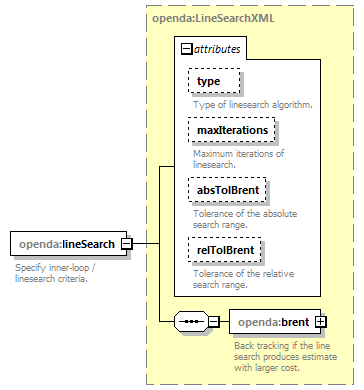 openda:LineSearchXML
attributes
type
Type of linesearch algorithm.
maxIterations
Maximum iterations of
linesearch.
absTolBrent
Tolerance of the absolute
search range.
relTolBrent
Tolerance of the relative
search range.
openda:lineSearch
Specify inner-loop /
linesearch criteria.
openda:brent
Back tracking if the line
search produces estimate
with larger cost.